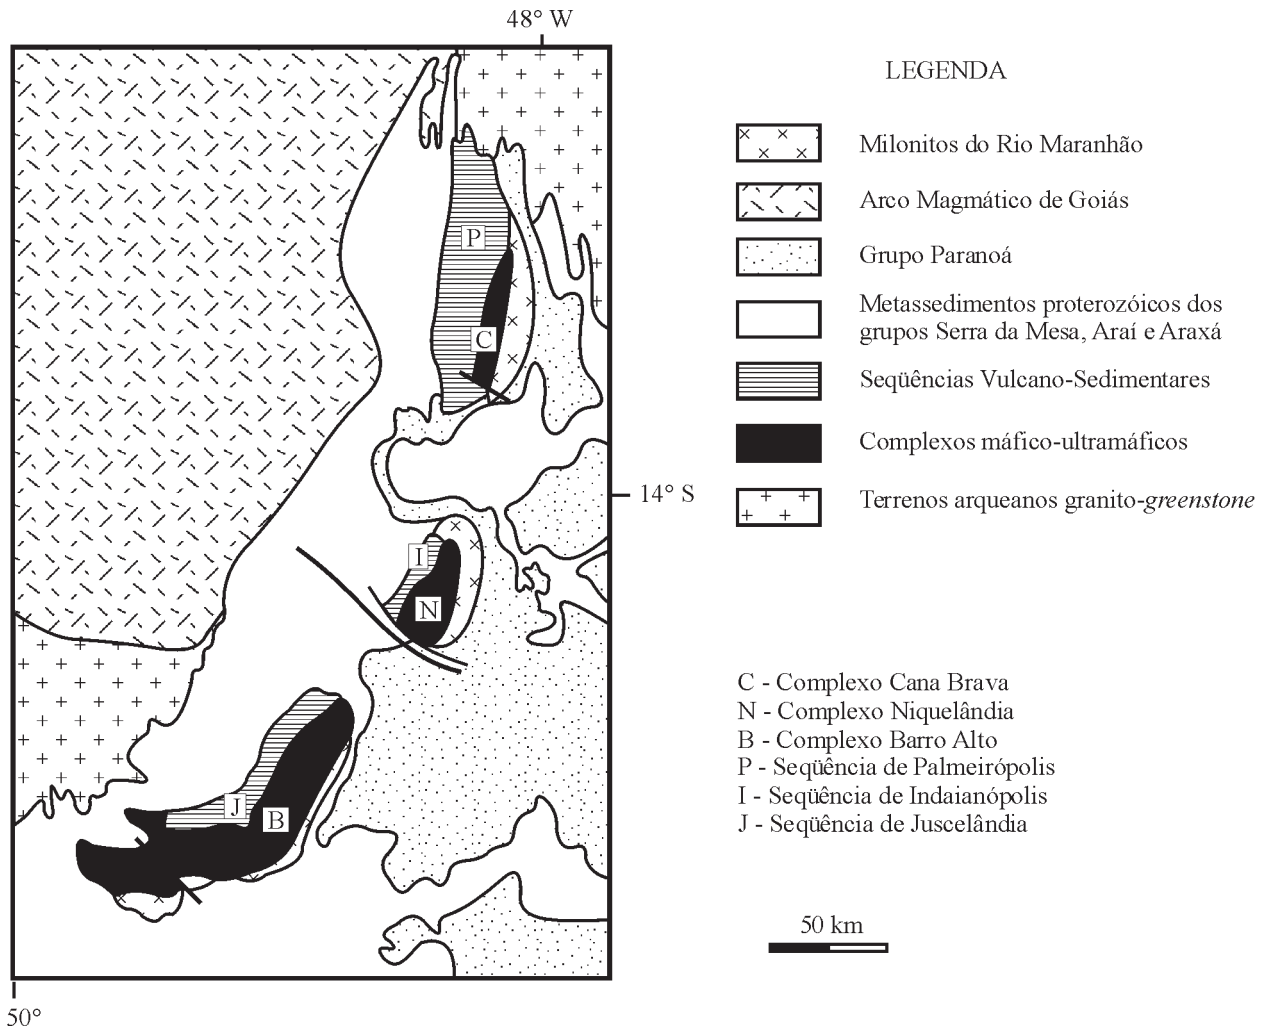 48° W
LEGENDA
Milonitos do Rio Maranhão
Arco Magmático de Goiás
Grupo Paranoá
Metassedimentos proterozóicos dos
grupos Serra da Mesa, Araí e Araxá
Seqüências Vulcano-Sedimentares
Complexos máfico-ultramáficos
Terrenos arqueanos granito-greenstone
P
C
14° S
I
N
J
B
C - Complexo Cana Brava
N - Complexo Niquelândia
B - Complexo Barro Alto
P - Seqüência de Palmeirópolis
I - Seqüência de Indaianópolis
J - Seqüência de Juscelândia
50 km
50°